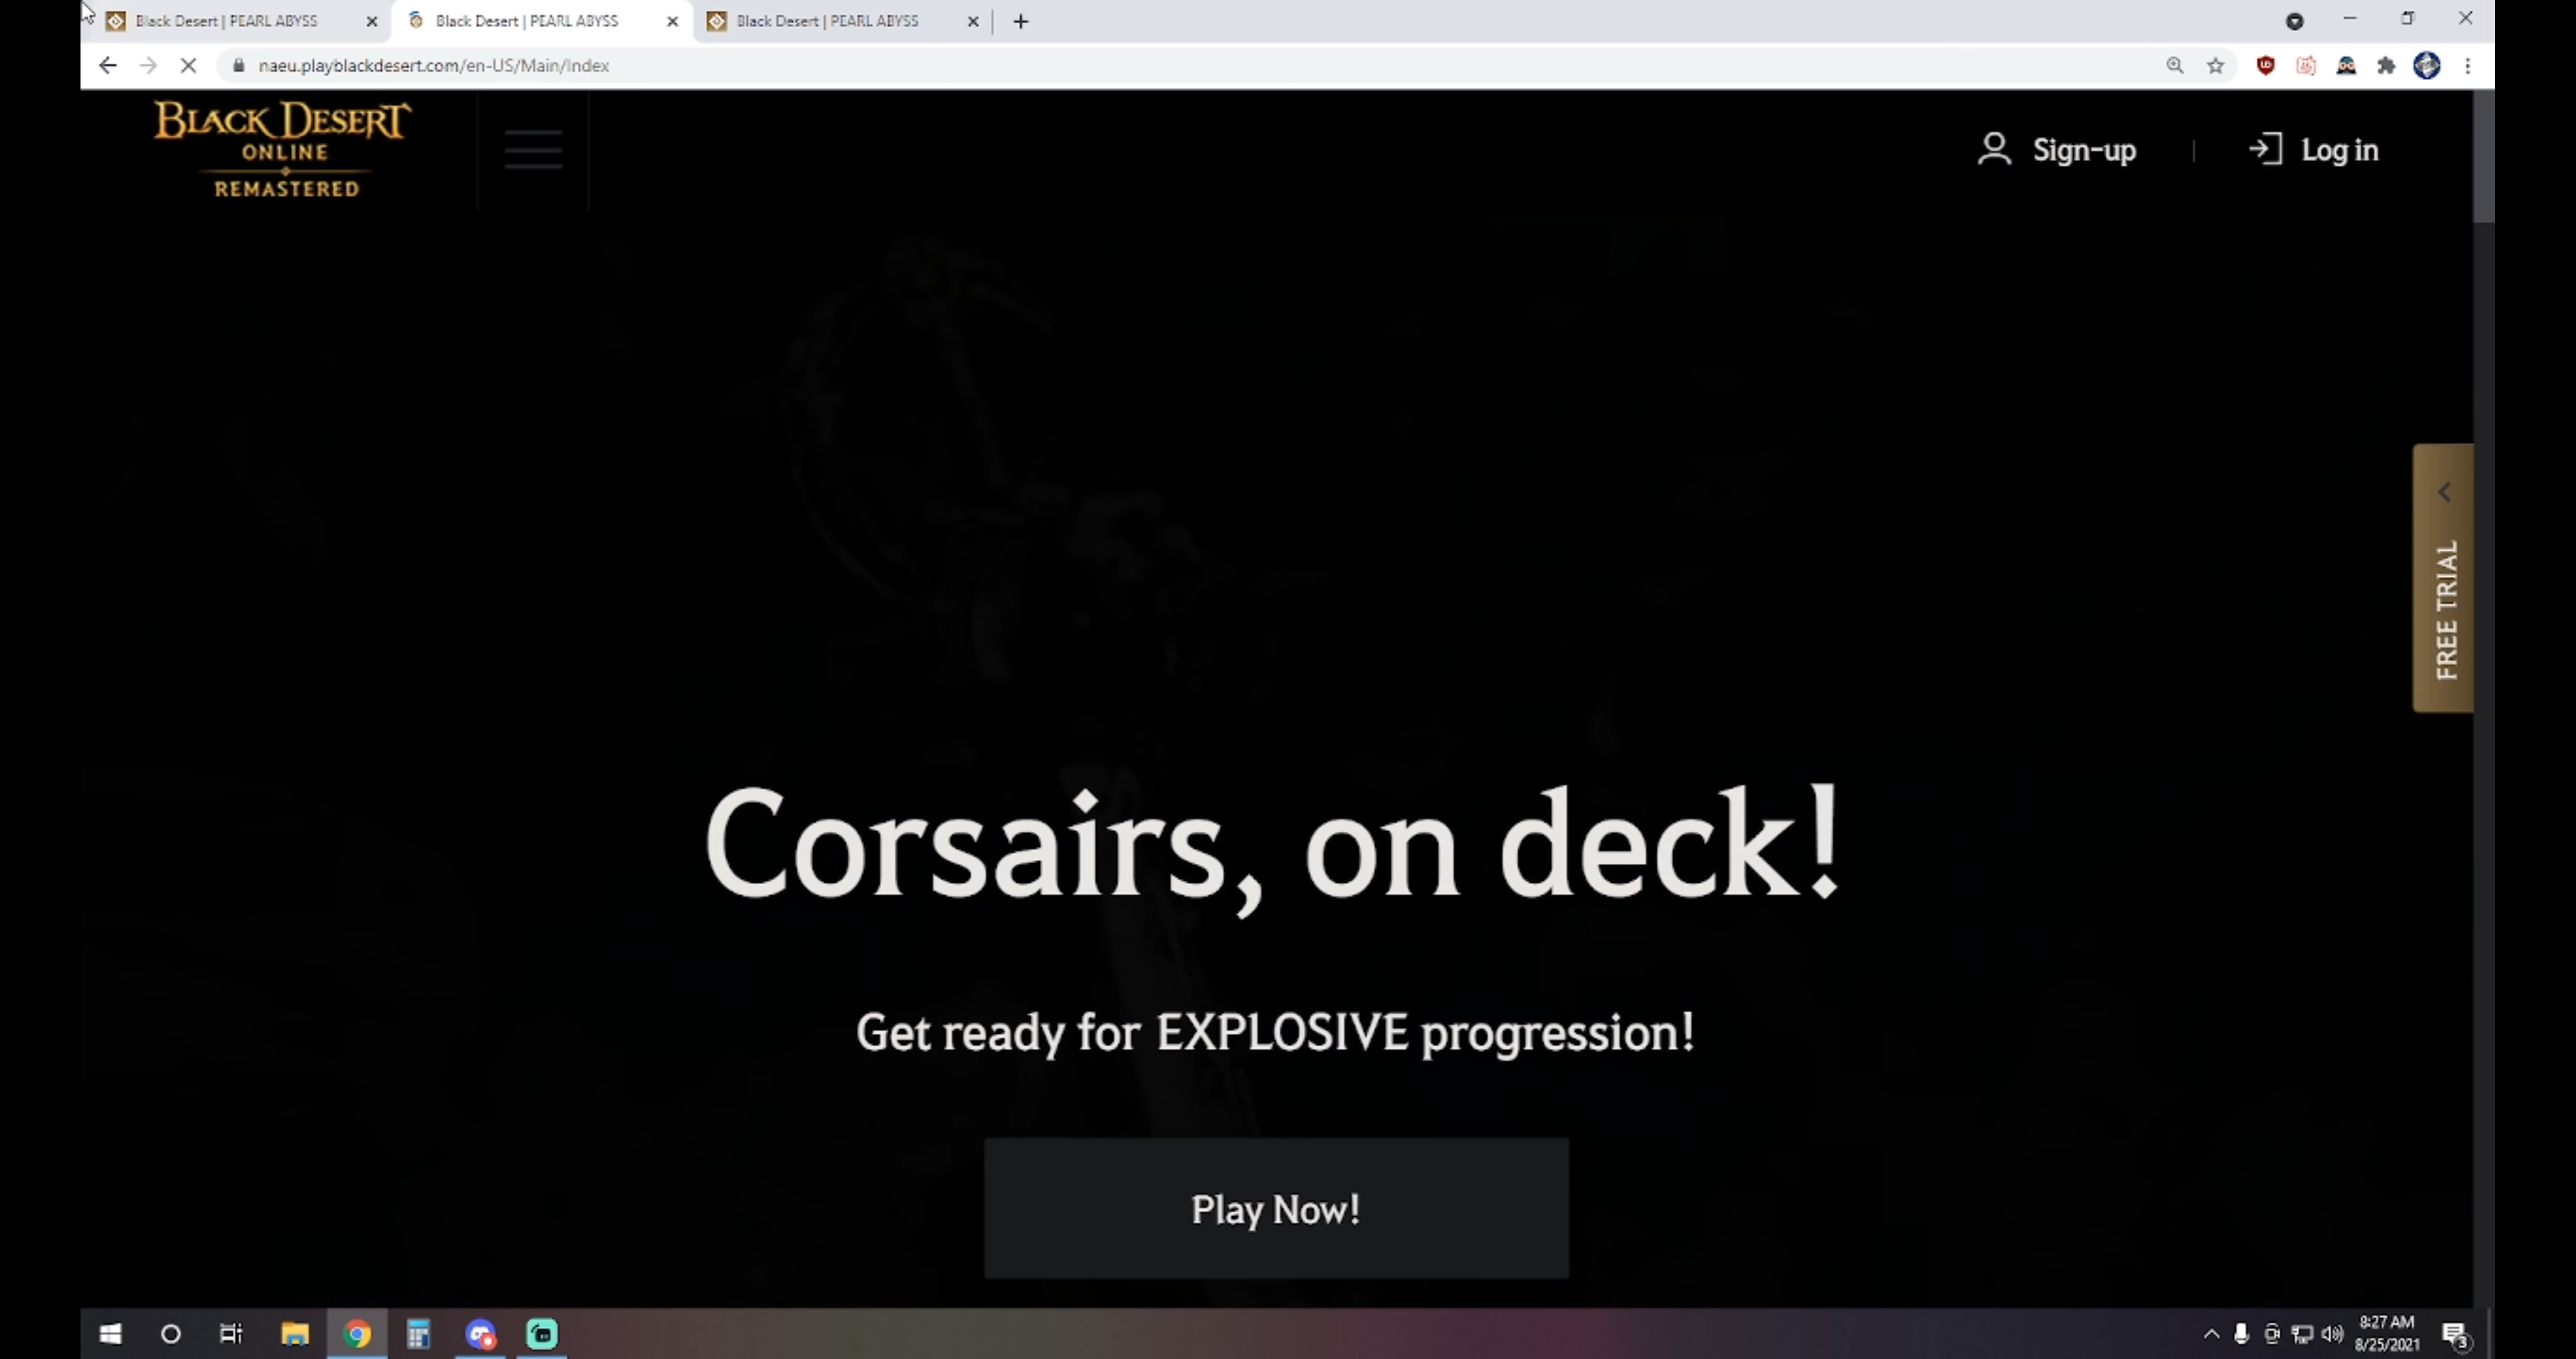 Black Desert | PEARL ABYSS
Black Desert | PEARL ABYSS
Black Desert | PEARL ABYSS
naeu.playblackdesert.com/en-US/Main/Index
BLACK DESERT
ONLINE
REMASTERED
Sign-up
Log in
FREE TRIAL
Corsairs, on deck!
Get ready for EXPLOSIVE progression!
Play Now!
8:27 AM
8/25/2021
3